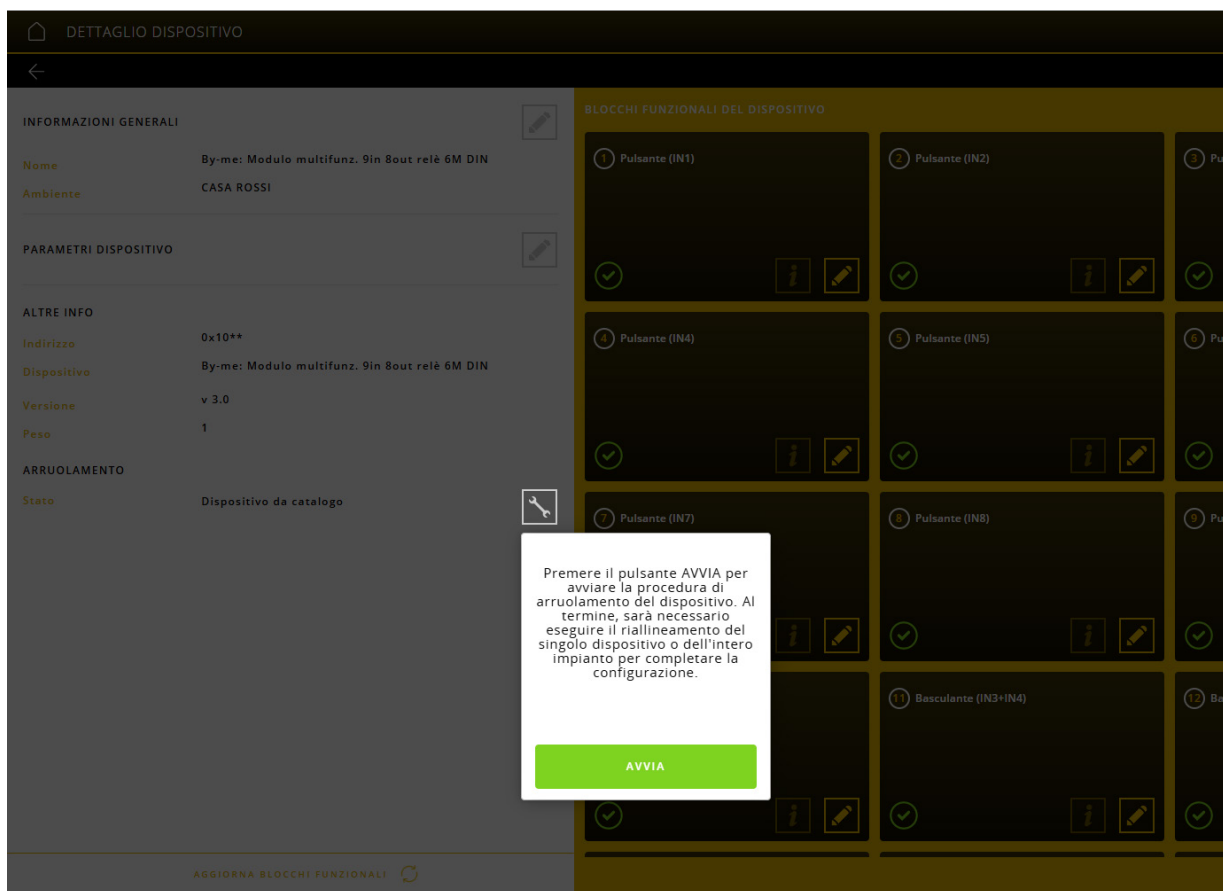 DETTAGLIO DISPOSITIVO
INFORMAZIONI GENERALI
Nome By-me: Modulo multifunz. 9in 8out relè 6M DIN
Ambiente CASA ROSSI
PARAMETRI DISPOSITIVO
ALTRE INFO
Indirizzo 0x10**
Dispositivo By-me: Modulo multifunz. 9in 8out relè 6M DIN
Versione v 3.0
Peso 1
ARRUOLAMENTO
Stato Dispositivo da catalogo
AGGIORNA BLOCCHI FUNZIONALI
BLOCCHI FUNZIONALI DEL DISPOSITIVO
1 Pulsante (IN1)
2 Pulsante (IN2)
3 Pu
4 Pulsante (IN4)
5 Pulsante (IN5)
6 Pu
7 Pulsante (IN7)
8 Pulsante (IN8)
9 Pu
11 Basculante (IN3+IN4)
12 Ba
Premere il pulsante AVVIA per
avviare la procedura di
arruolamento del dispositivo. Al
termine, sarà necessario
eseguire il riallineamento del
singolo dispositivo o dell'intero
impianto per completare la
configurazione.
AVVIA